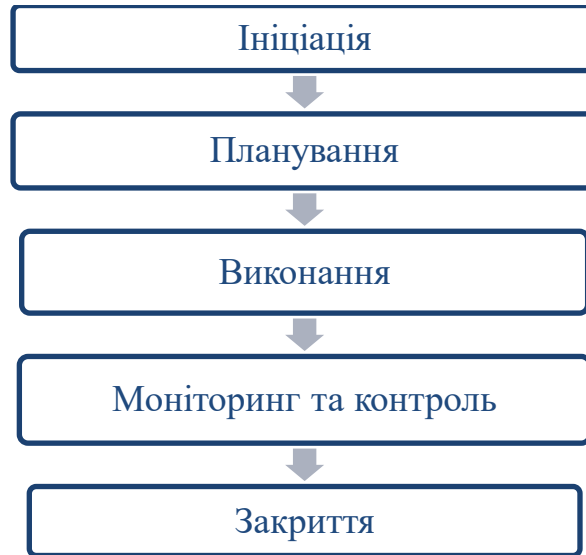 Ініціація
Планування
Виконання
Моніторинг та контроль
Закриття